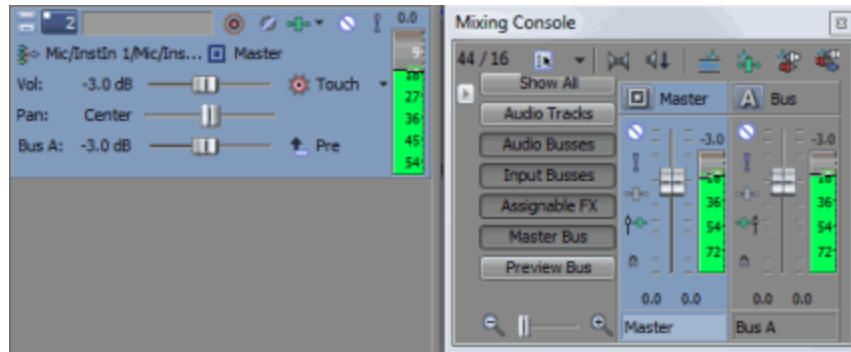 2
0.0
Mic/InstIn 1/Mic/Ins... Master
9
18
Vol: -3.0 dB Touch
27
Pan: Center
36
Bus A: -3.0 dB Pre
45
54
Mixing Console
44 / 16
Show All
Audio Tracks
Audio Busses
Input Busses
Assignable FX
Master Bus
Preview Bus
Master
-3.0
18
36
54
72
0.0 0.0
Master
A Bus
-3.0
18
36
54
72
0.0 0.0
Bus A